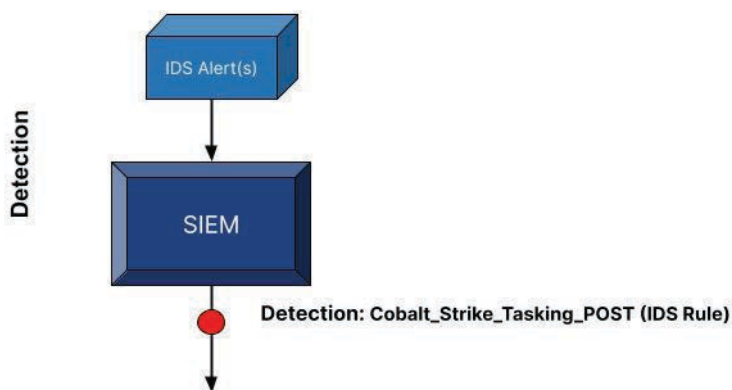 IDS Alert(s)
Detection
SIEM
Detection: Cobalt_Strike_Tasking_POST (IDS Rule)